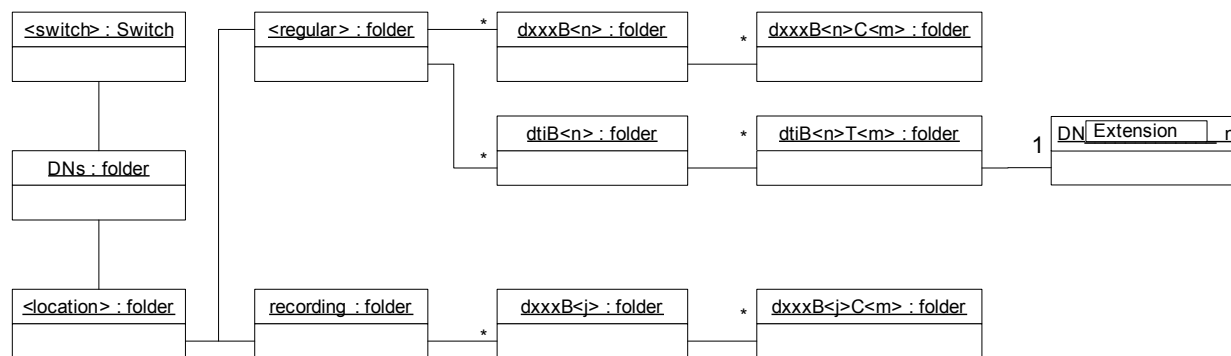 <switch> : Switch
<regular> : folder
*
dxxxB<n> : folder
*
dxxxB<n>C<m> : folder
DNs : folder
*
dtiB<n> : folder
*
dtiB<n>T<m> : folder
1
DN Extension
<location> : folder
recording : folder
*
dxxxB<j> : folder
*
dxxxB<j>C<m> : folder